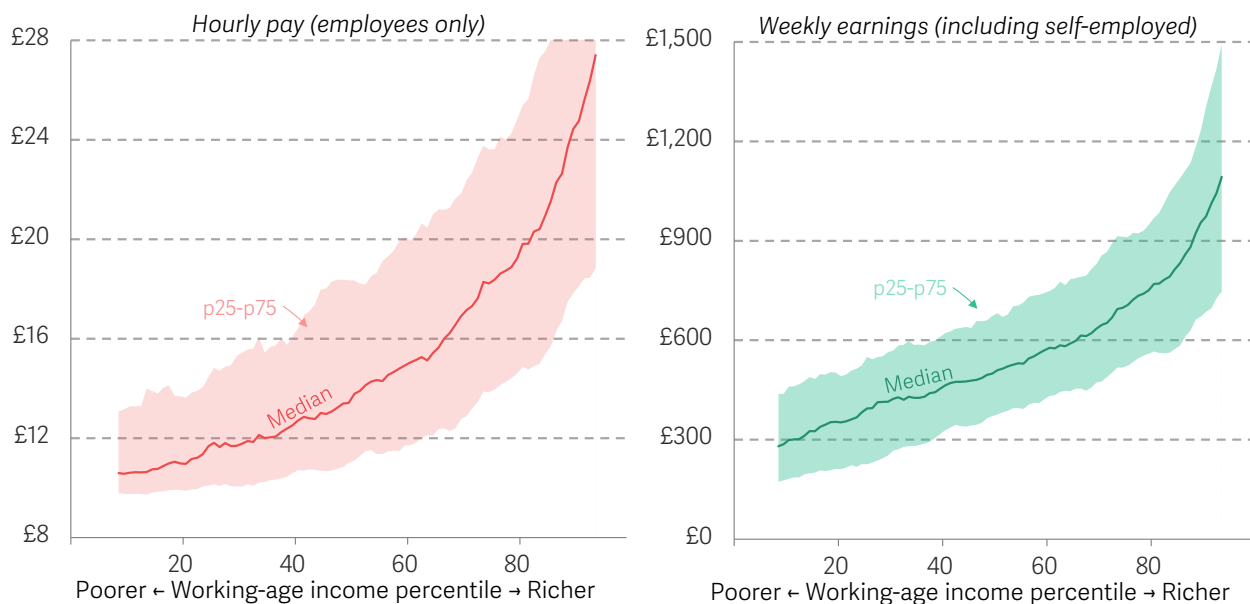 Hourly pay (employees only)
£28
£24
£20
£16
£12
£8
p25-p75
Median
20
40
60
80
Poorer ← Working-age income percentile → Richer
Weekly earnings (including self-employed)
£1,500
£1,200
£900
£600
£300
£0
p25-p75
Median
20
40
60
80
Poorer ← Working-age income percentile → Richer